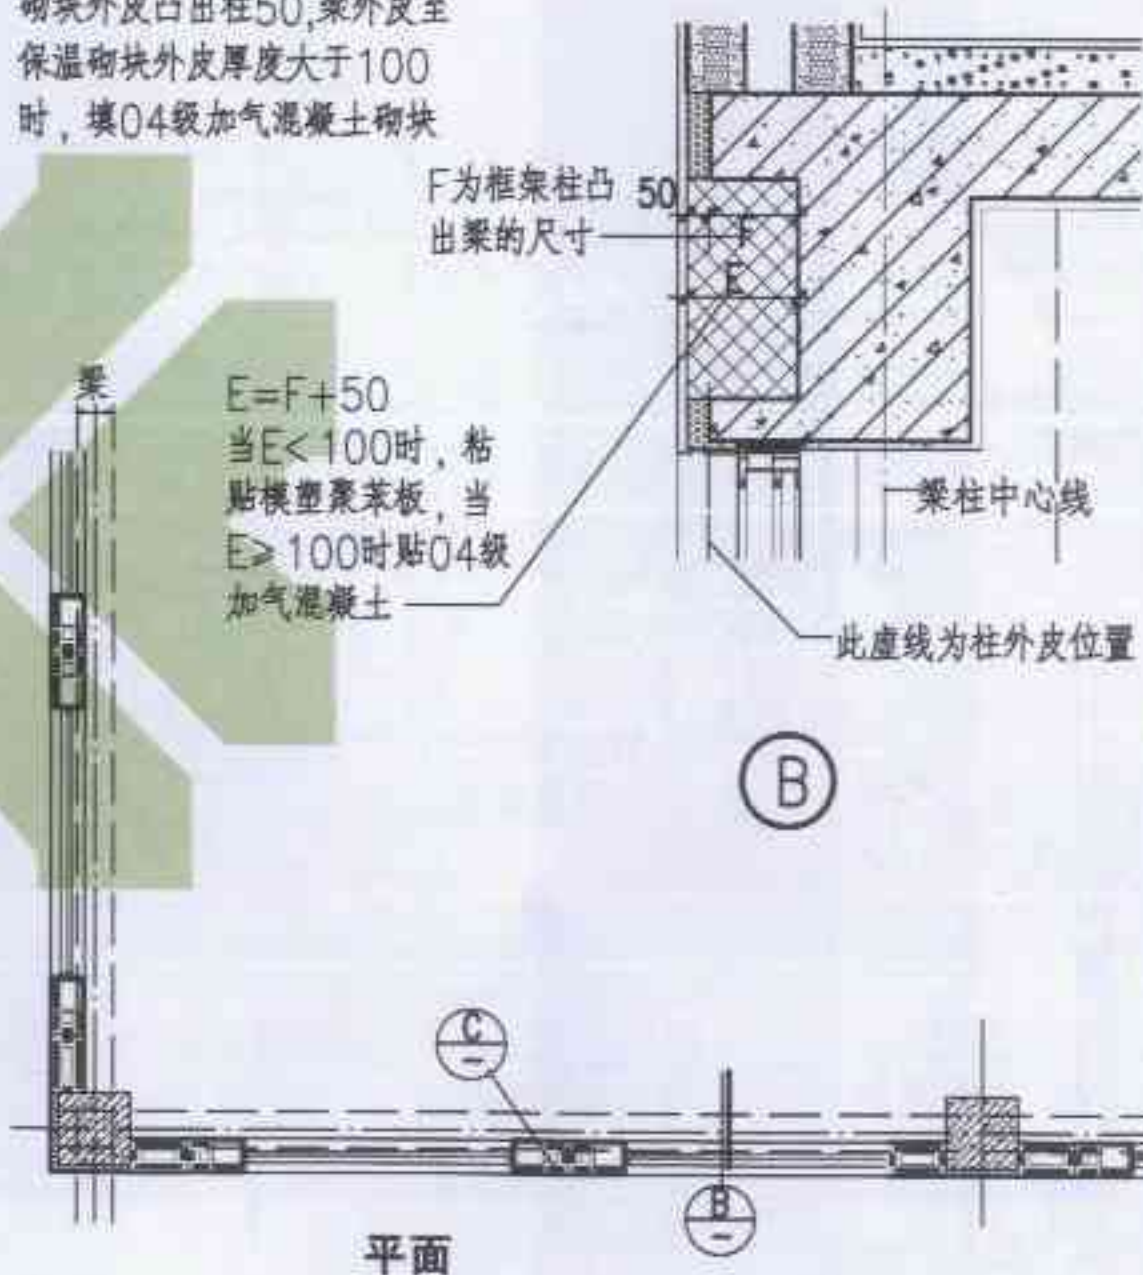 砌块外皮凸出柱50,梁外皮至
保温砌块外皮厚度大于100
时，填04级加气混凝土砌块
F为框架柱凸
出梁的尺寸
50
F
E
梁
E=F+50
当E<100时，粘
贴模塑聚苯板，当
E≥100时贴04级
加气混凝土
梁柱中心线
此虚线为柱外皮位置
B
C
–
B
–
平面